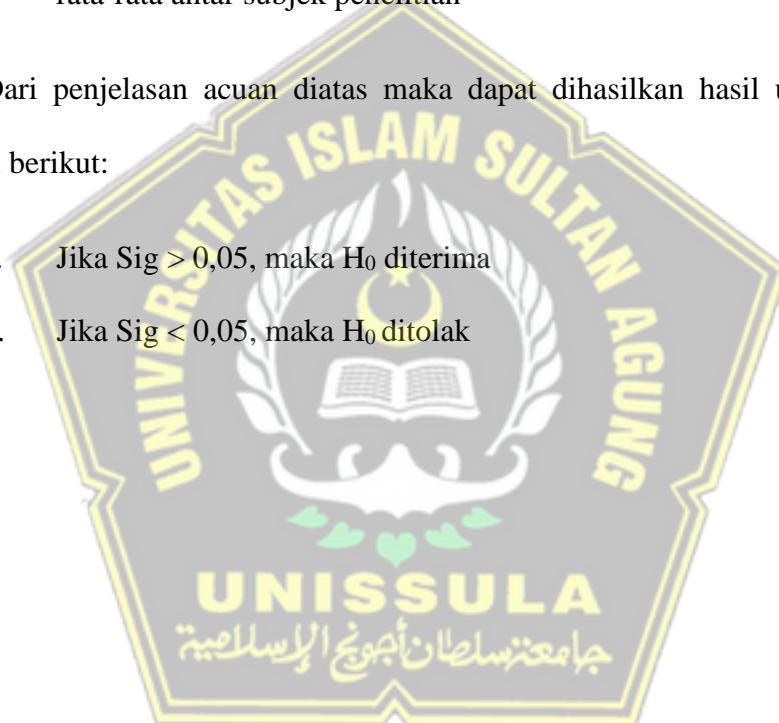 rata-rata antar subjek penelitian
Dari penjelasan acuan diatas maka dapat dihasilkan hasil
berikut:
. Jika Sig > 0,05, maka H₀ diterima
. Jika Sig < 0,05, maka H₀ ditolak
UNIVERSITAS ISLAM SULTAN AGUNG
UNISSULA
جامعة سلطان أجونج الإسلامية